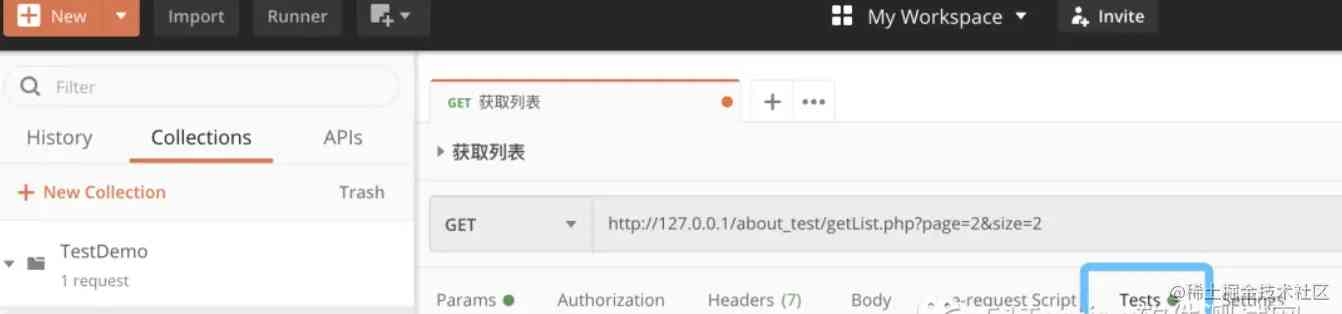 New Import Runner My Workspace Invite
Filter
GET 获取列表
History Collections APIs
获取列表
New Collection Trash
GET http://127.0.0.1/about_test/getList.php?page=2&size=2
TestDemo
1 request
Params Authorization Headers (7) Body e-request Script Tests Settings
@稀土掘金技术社区